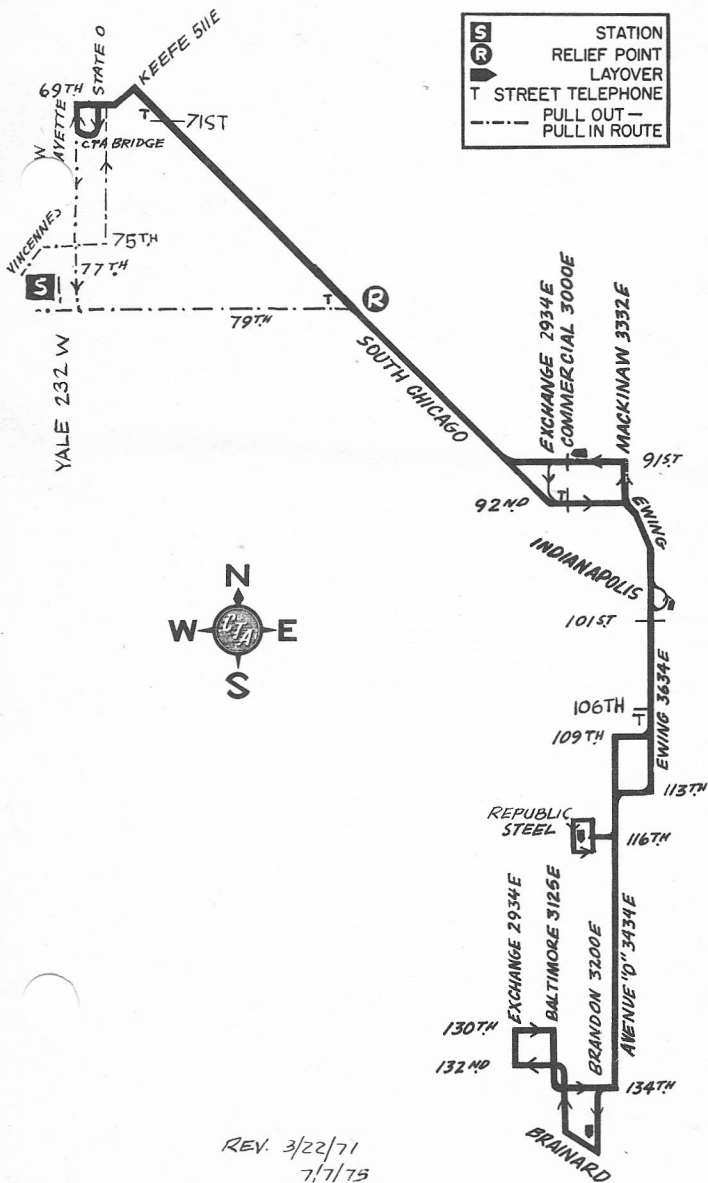 S STATION
R RELIEF POINT
LAYOVER
T STREET TELEPHONE
PULL OUT –
PULL IN ROUTE
KEEFE 511E
STATE O
69TH
T
71ST
W
AYETTE
CTA BRIDGE
VINCENNES
75TH
77TH
S
T
R
79TH
YALE 232 W
SOUTH CHICAGO
EXCHANGE 2934E
COMMERCIAL 3000E
MACKINAW 3332E
91ST
T
92ND
EWING
INDIANAPOLIS
N
W CTA E
S
101ST
106TH
T
EWING 3634E
109TH
113TH
REPUBLIC
STEEL
116TH
EXCHANGE 2934E
BALTIMORE 3125E
BRANDON 3200E
AVENUE "O" 3434E
130TH
132ND
134TH
BRAINARD
REV. 3/22/71
7/7/75